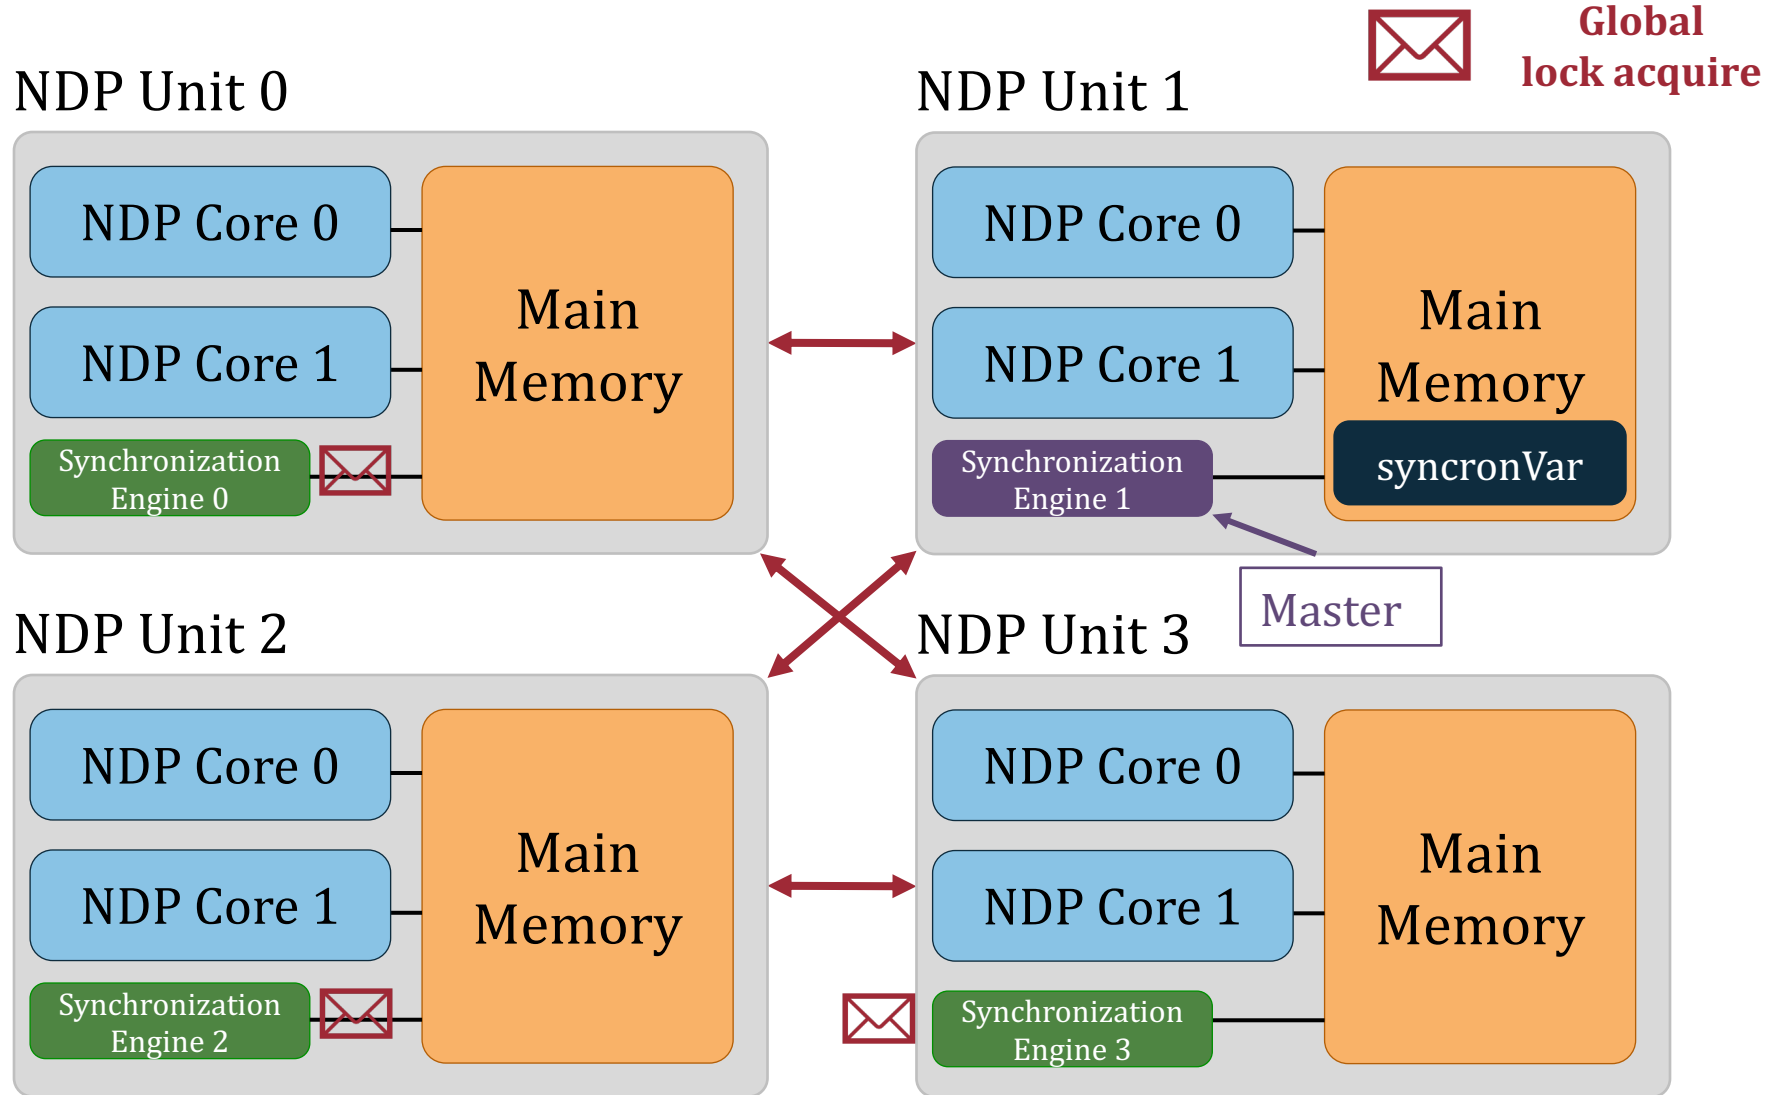 Global
lock acquire
NDP Unit 0
NDP Core 0
NDP Core 1
Synchronization
Engine 0
Main
Memory
NDP Unit 1
NDP Core 0
NDP Core 1
Syncronization
Engine 1
Main
Memory
syncronVar
Master
NDP Unit 2
NDP Core 0
NDP Core 1
Synchronization
Engine 2
Main
Memory
NDP Unit 3
NDP Core 0
NDP Core 1
Synchronization
Engine 3
Main
Memory